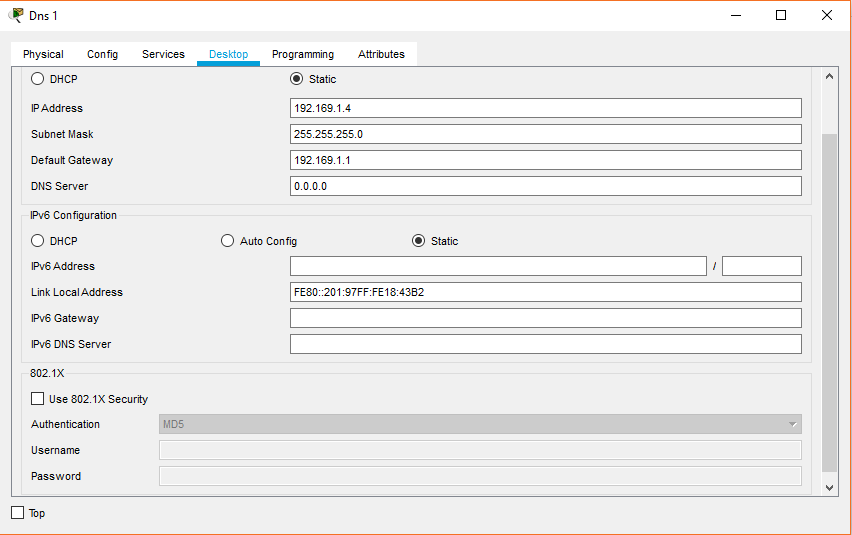 Dns 1
Physical Config Services Desktop Programming Attributes
DHCP Static
IP Address 192.169.1.4
Subnet Mask 255.255.255.0
Default Gateway 192.169.1.1
DNS Server 0.0.0.0
IPv6 Configuration
DHCP Auto Config Static
IPv6 Address /
Link Local Address FE80::201:97FF:FE18:43B2
IPv6 Gateway
IPv6 DNS Server
802.1X
Use 802.1X Security
Authentication MD5
Username
Password
Top